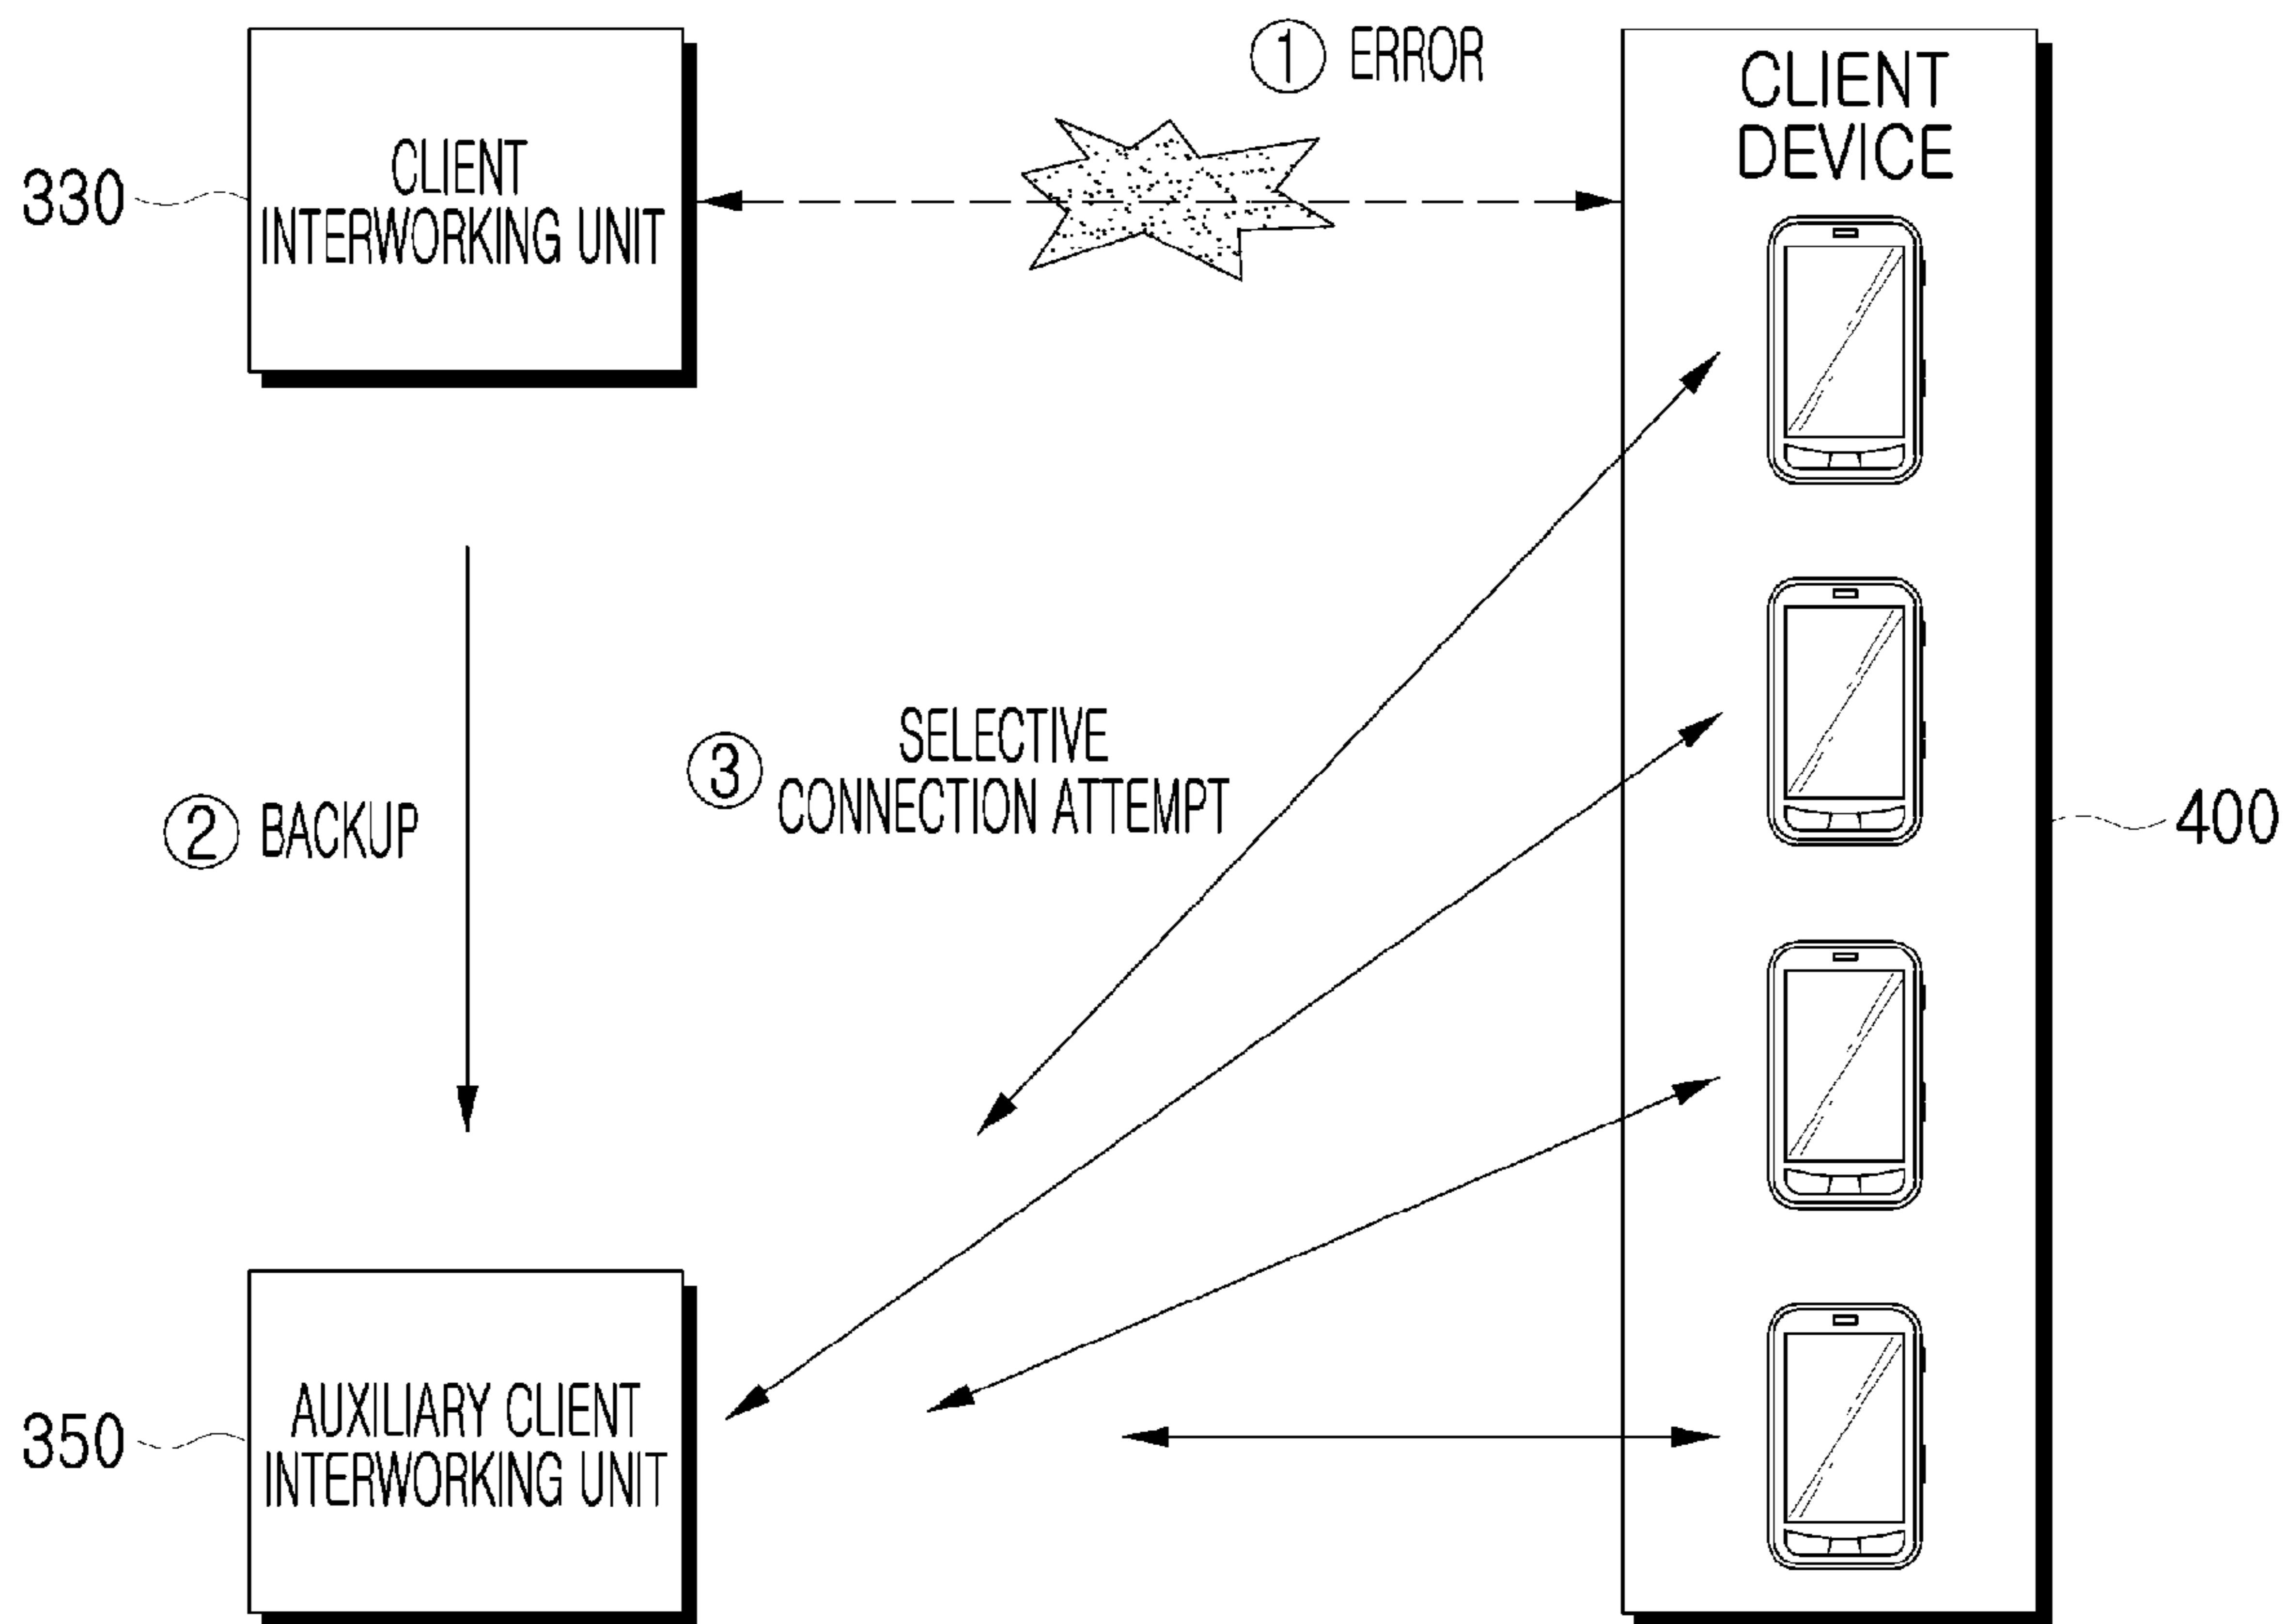 ① ERROR
CLIENT
DEVICE
330
CLIENT
INTERWORKING UNIT
② BACKUP
③ SELECTIVE
CONNECTION ATTEMPT
400
350
AUXILIARY CLIENT
INTERWORKING UNIT